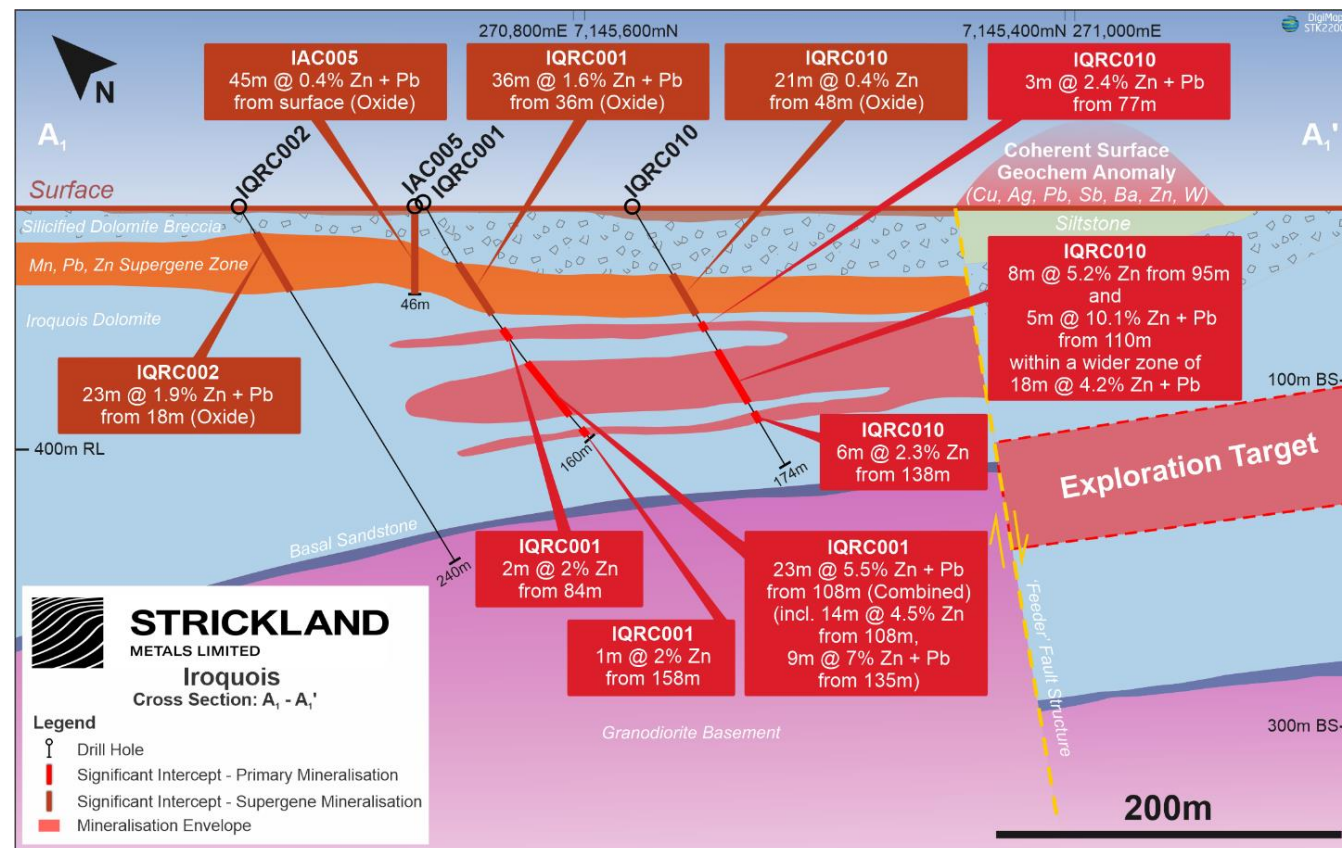 DigiMap
270,800mE 7,145,600mN
7,145,400mN 271,000mE
N
A1
A1'
IAC005
45m @ 0.4% Zn + Pb
from surface (Oxide)
IQRC001
36m @ 1.6% Zn + Pb
from 36m (Oxide)
IQRC010
21m @ 0.4% Zn
from 48m (Oxide)
IQRC010
3m @ 2.4% Zn + Pb
from 77m
IQRC002
IAC005
IQRC001
IQRC010
Coherent Surface
Geochem Anomaly
(Cu, Ag, Pb, Sb, Ba, Zn, W)
Surface
Silicified Dolomite Breccia
Siltstone
Mn, Pb, Zn Supergene Zone
46m
Iroquois Dolomite
IQRC010
8m @ 5.2% Zn from 95m
and
5m @ 10.1% Zn + Pb
from 110m
within a wider zone of
18m @ 4.2% Zn + Pb
IQRC002
23m @ 1.9% Zn + Pb
from 18m (Oxide)
100m BS
400m RL
160m
174m
IQRC010
6m @ 2.3% Zn
from 138m
Exploration Target
Basal Sandstone
240m
IQRC001
2m @ 2% Zn
from 84m
IQRC001
23m @ 5.5% Zn + Pb
from 108m (Combined)
(incl. 14m @ 4.5% Zn
from 108m,
9m @ 7% Zn + Pb
from 135m)
IQRC001
1m @ 2% Zn
from 158m
'Feeder' Fault Structure
Granodiorite Basement
300m BS
200m
STRICKLAND
METALS LIMITED
Iroquois
Cross Section: A1 - A1'
Legend
Drill Hole
Significant Intercept - Primary Mineralisation
Significant Intercept - Supergene Mineralisation
Mineralisation Envelope